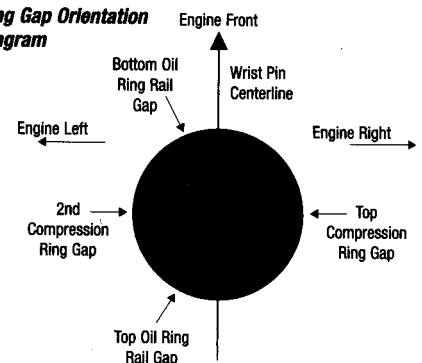 ng Gap Orientation
gram
Engine Front
Bottom Oil
Ring Rail
Gap
Wrist Pin
Centerline
Engine Left
Engine Right
2nd
Compression
Ring Gap
Top
Compression
Ring Gap
Top Oil Ring
Rail Gap